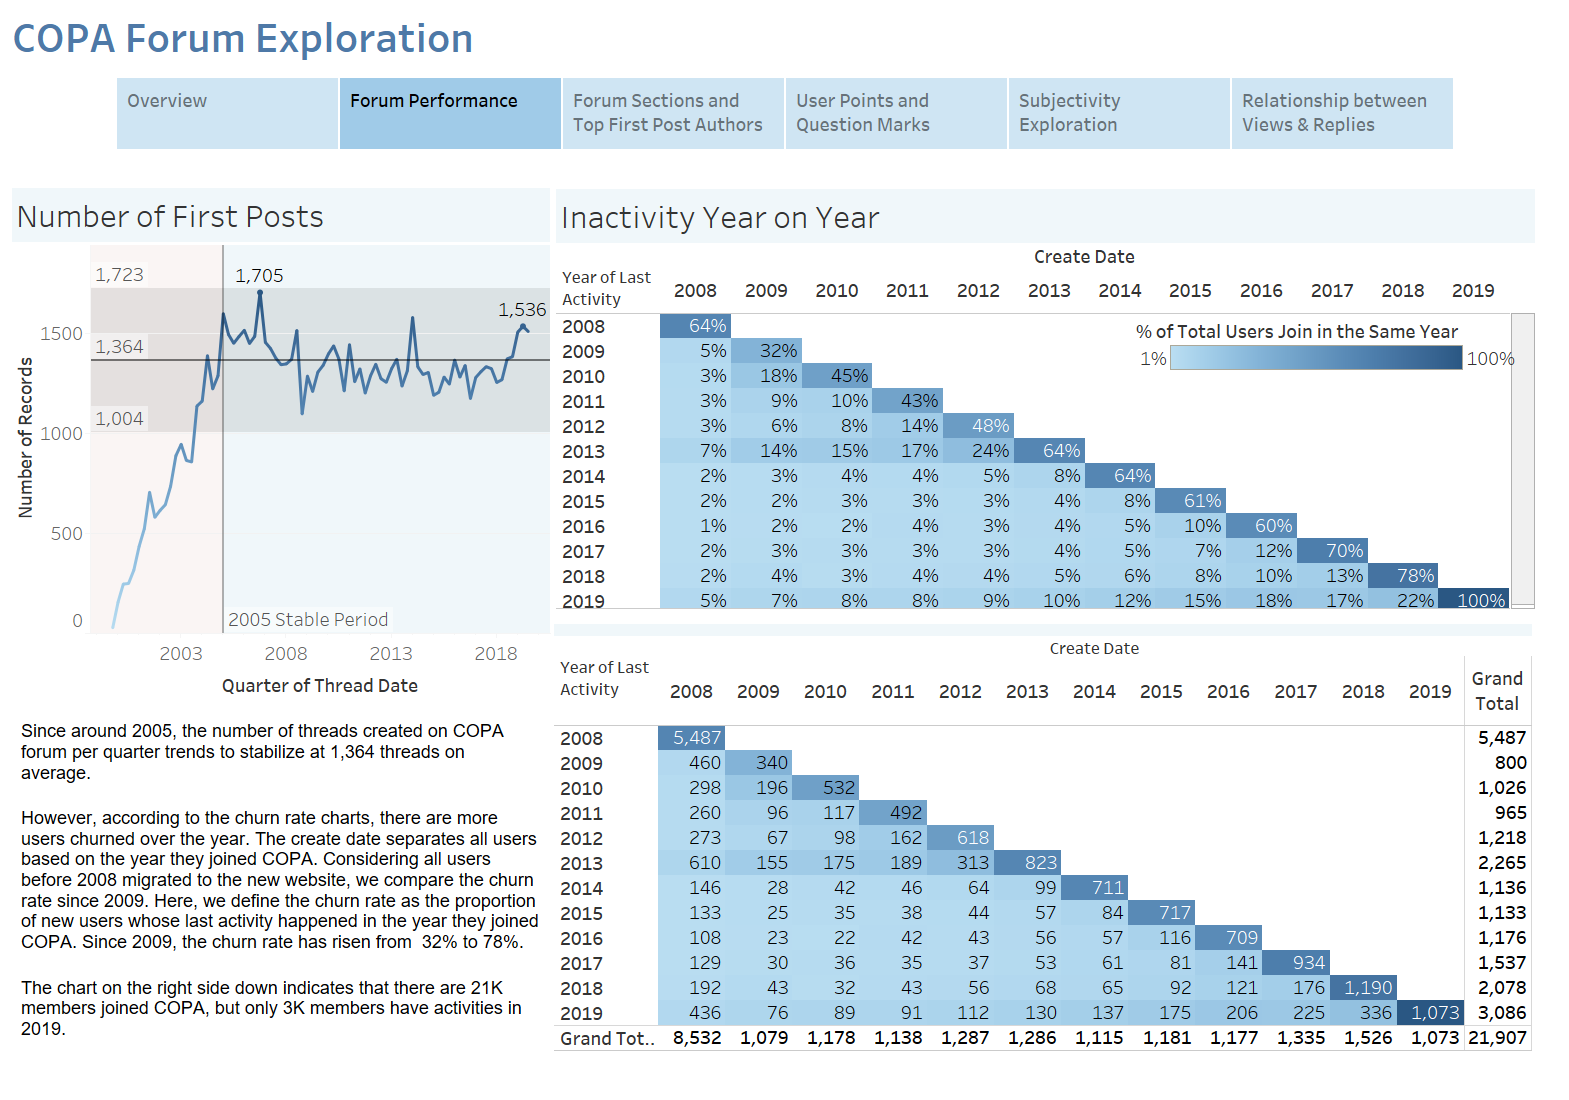 COPA Forum Exploration
Overview
Forum Performance
Forum Sections and
Top First Post Authors
User Points and
Question Marks
Subjectivity
Exploration
Relationship between
Views & Replies
Number of First Posts
1,723
1,705
1,536
1500
1,364
1,004
1000
500
0
2005 Stable Period
2003 2008 2013 2018
Number of Records
Quarter of Thread Date
Since around 2005, the number of threads created on COPA
forum per quarter trends to stabilize at 1,364 threads on
average.
However, according to the churn rate charts, there are more
users churned over the year. The create date separates all users
based on the year they joined COPA. Considering all users
before 2008 migrated to the new website, we compare the churn
rate since 2009. Here, we define the churn rate as the proportion
of new users whose last activity happened in the year they joined
COPA. Since 2009, the churn rate has risen from 32% to 78%.
The chart on the right side down indicates that there are 21K
members joined COPA, but only 3K members have activities in
2019.
Inactivity Year on Year
Create Date
Year of Last
Activity
2008 2009 2010 2011 2012 2013 2014 2015 2016 2017 2018 2019
% of Total Users Join in the Same Year
1% 100%
2008 64%
2009 5% 32%
2010 3% 18% 45%
2011 3% 9% 10% 43%
2012 3% 6% 8% 14% 48%
2013 7% 14% 15% 17% 24% 64%
2014 2% 3% 4% 4% 5% 8% 64%
2015 2% 2% 3% 3% 3% 4% 8% 61%
2016 1% 2% 2% 4% 3% 4% 5% 10% 60%
2017 2% 3% 3% 3% 3% 4% 5% 7% 12% 70%
2018 2% 4% 3% 4% 4% 5% 6% 8% 10% 13% 78%
2019 5% 7% 8% 8% 9% 10% 12% 15% 18% 17% 22% 100%
Create Date
Year of Last
Activity
2008 2009 2010 2011 2012 2013 2014 2015 2016 2017 2018 2019
Grand
Total
2008 5,487 5,487
2009 460 340 800
2010 298 196 532 1,026
2011 260 96 117 492 965
2012 273 67 98 162 618 1,218
2013 610 155 175 189 313 823 2,265
2014 146 28 42 46 64 99 711 1,136
2015 133 25 35 38 44 57 84 717 1,133
2016 108 23 22 42 43 56 57 116 709 1,176
2017 129 30 36 35 37 53 61 81 141 934 1,537
2018 192 43 32 43 56 68 65 92 121 176 1,190 2,078
2019 436 76 89 91 112 130 137 175 206 225 336 1,073 3,086
Grand Tot.. 8,532 1,079 1,178 1,138 1,287 1,286 1,115 1,181 1,177 1,335 1,526 1,073 21,907